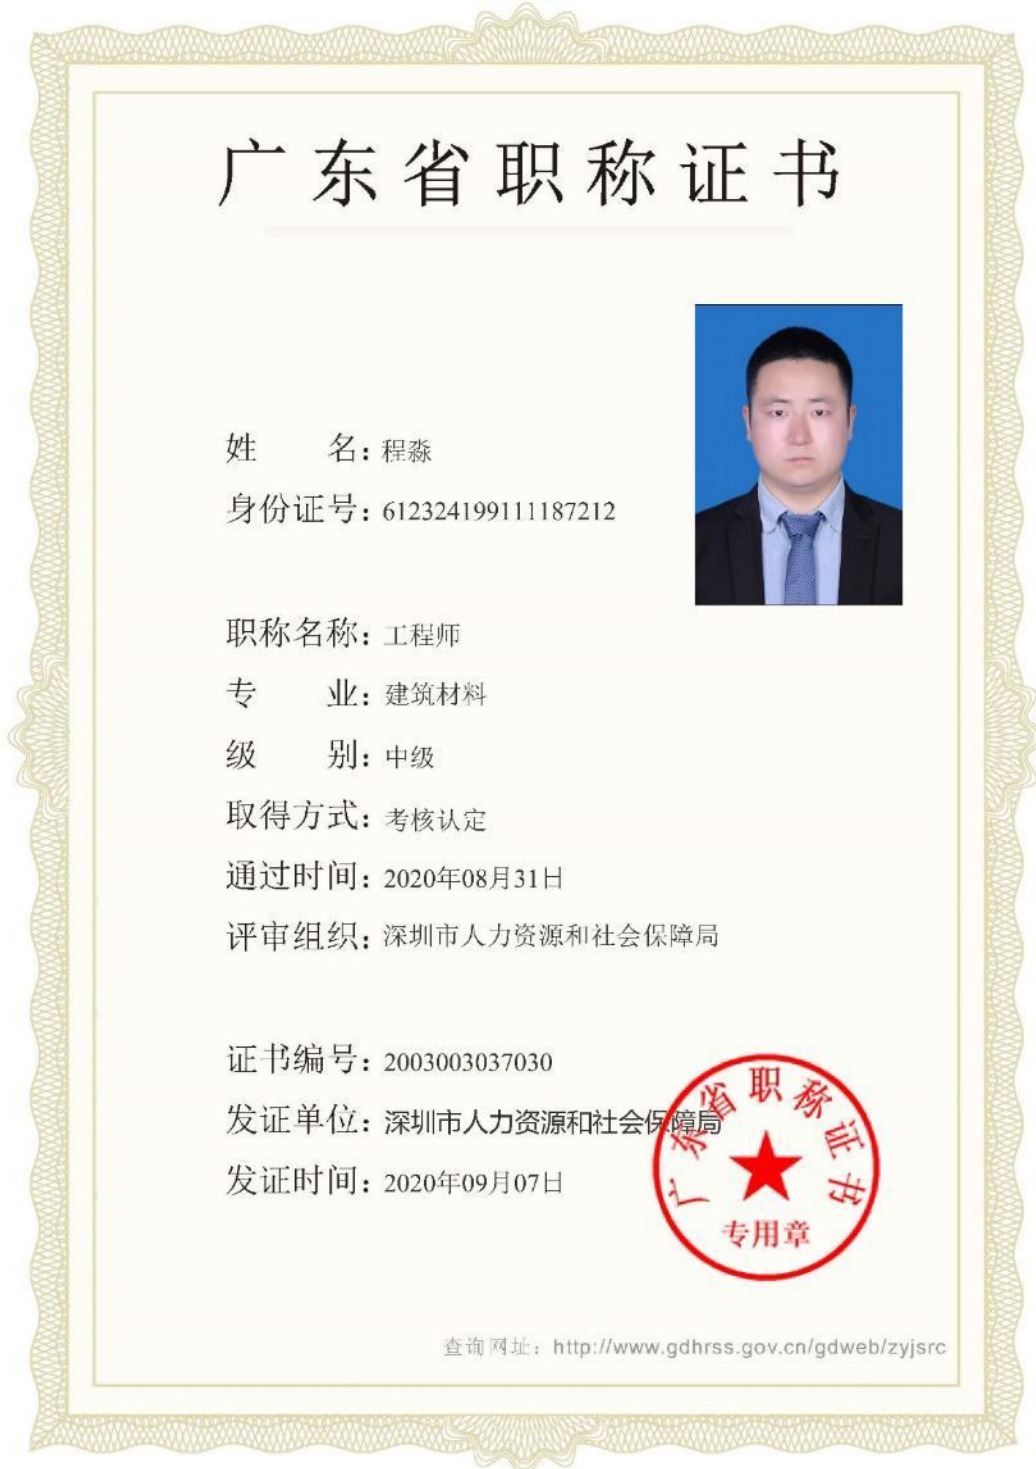 广东省职称证书
姓 名：程淼
身份证号：612324199111187212
职称名称：工程师
专 业：建筑材料
级 别：中级
取得方式：考核认定
通过时间：2020年08月31日
评审组织：深圳市人力资源和社会保障局
证书编号：2003003037030
发证单位：深圳市人力资源和社会保障局
发证时间：2020年09月07日
广东省职称证书
专用章
查询网址：http://www.gdhrss.gov.cn/gdweb/zyjsrc